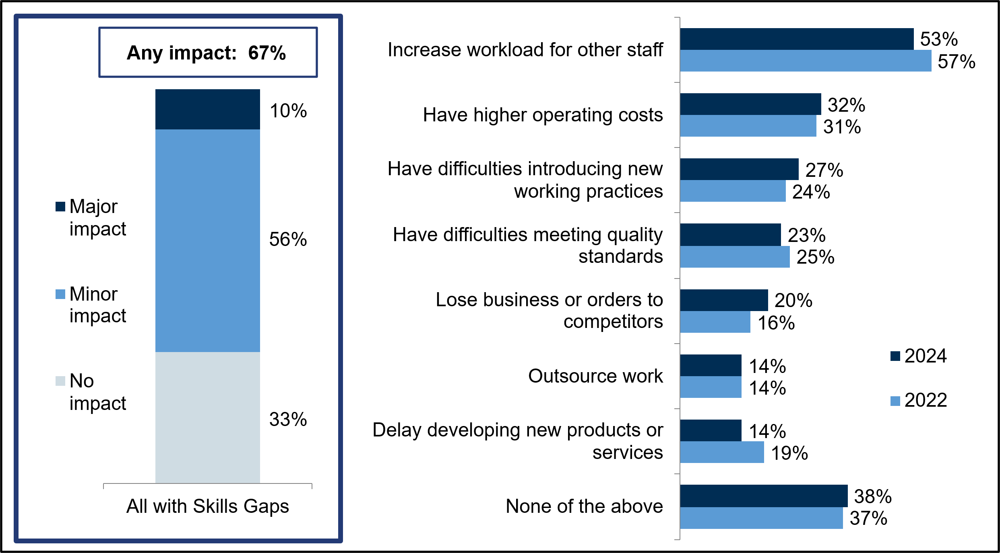 Any impact: 67%
10%
56%
33%
Major
impact
Minor
impact
No
impact
All with Skills Gaps
Increase workload for other staff
53%
57%
Have higher operating costs
32%
31%
Have difficulties introducing new
working practices
27%
24%
Have difficulties meeting quality
standards
23%
25%
Lose business or orders to
competitors
20%
16%
Outsource work
14%
14%
Delay developing new products or
services
14%
19%
None of the above
38%
37%
2024
2022